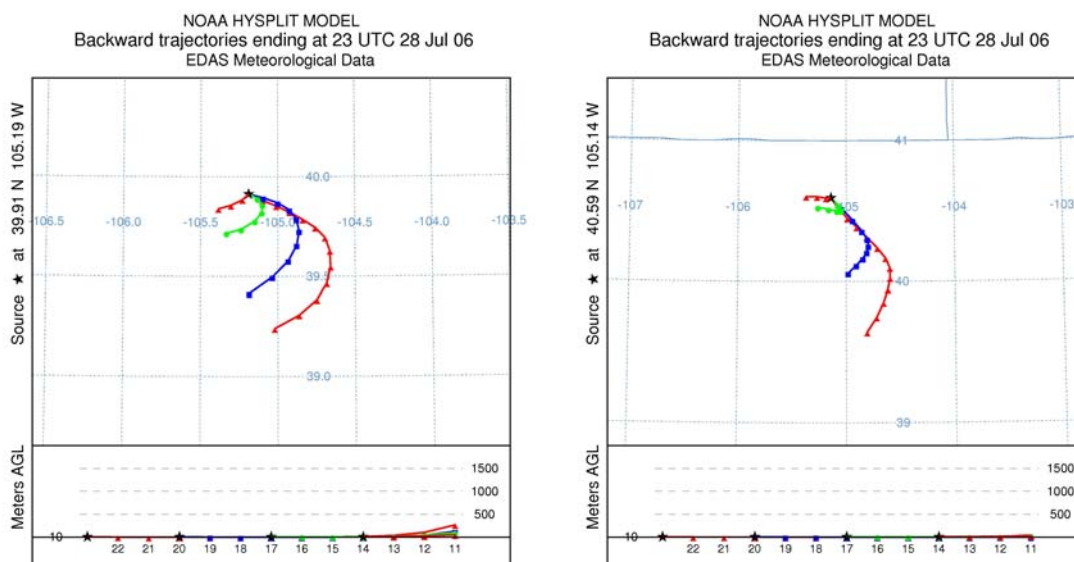 NOAA HYSPLIT MODEL
Backward trajectories ending at 23 UTC 28 Jul 06
EDAS Meteorological Data
Source ★ at 39.91 N 105.19 W
40.0
-106.5 -106.0 -105.5 -105.0 -104.5 -104.0 -103.5
39.5
39.0
Meters AGL
1500
1000
500
10
22 21 20 19 18 17 16 15 14 13 12 11
NOAA HYSPLIT MODEL
Backward trajectories ending at 23 UTC 28 Jul 06
EDAS Meteorological Data
Source ★ at 40.59 N 105.14 W
41
-107 -106 -105 -104 -103
40
39
Meters AGL
1500
1000
500
10
22 21 20 19 18 17 16 15 14 13 12 11